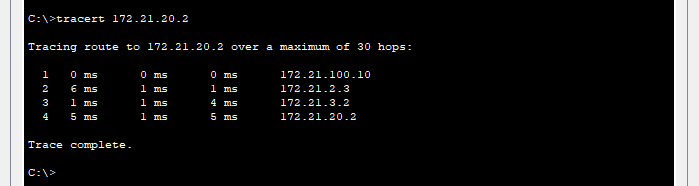 C:\>tracert 172.21.20.2
Tracing route to 172.21.20.2 over a maximum of 30 hops:
1 0 ms 0 ms 0 ms 172.21.100.10
2 6 ms 1 ms 1 ms 172.21.2.3
3 1 ms 1 ms 4 ms 172.21.3.2
4 5 ms 1 ms 5 ms 172.21.20.2
Trace complete.
C:\>